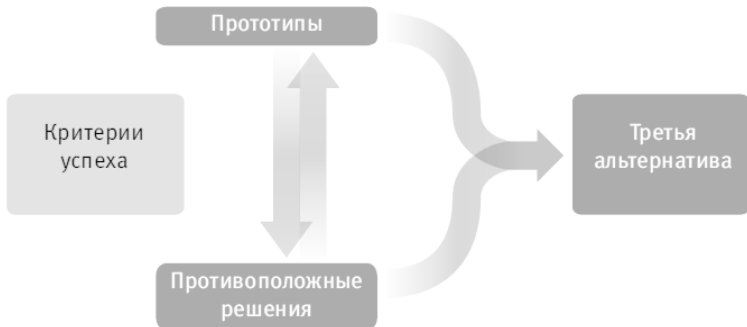 Прототипы
Критерии
успеха
Третья
альтернатива
Противоположные
решения